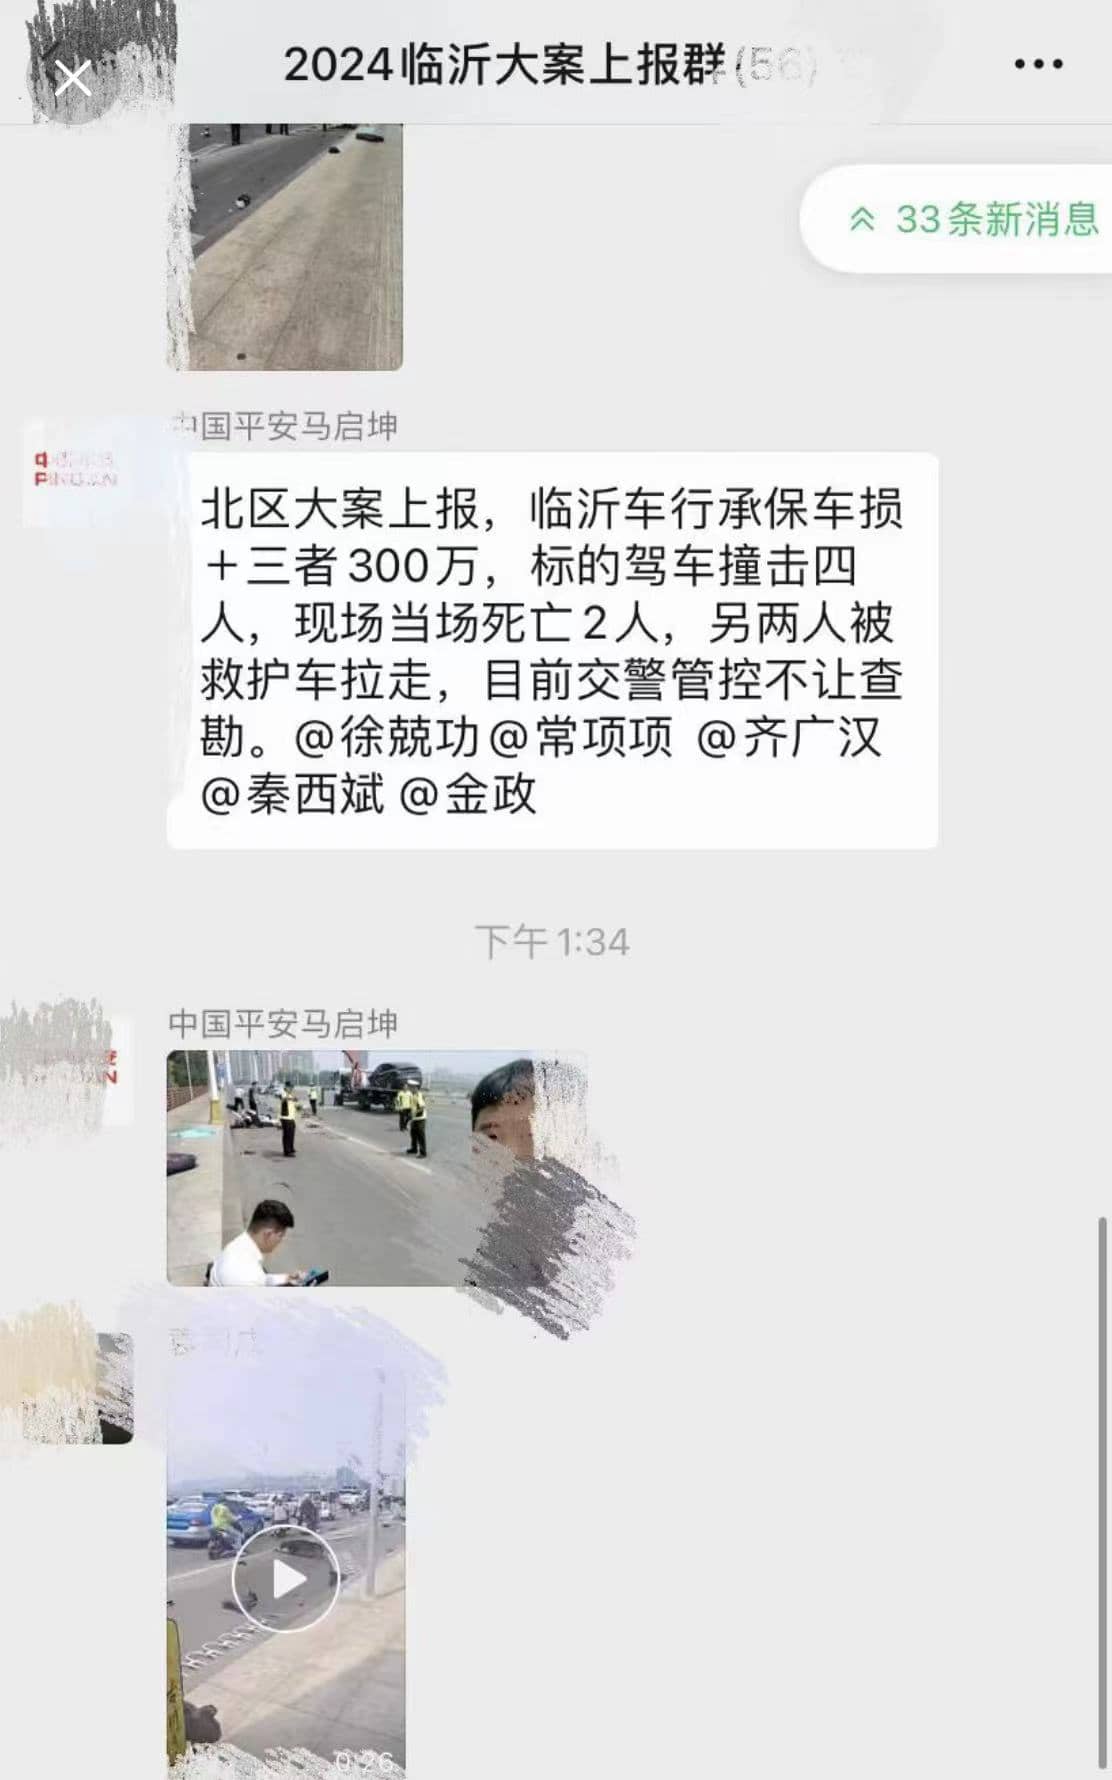 2024临沂大案上报群(56)
33条新消息
中国平安马启坤
北区大案上报，临沂车行承保车损
＋三者300万，标的驾车撞击四
人，现场当场死亡2人，另两人被
救护车拉走，目前交警管控不让查
勘。@徐兢功@常项项 @齐广汉
@秦西斌 @金政
下午1:34
中国平安马启坤
0:26